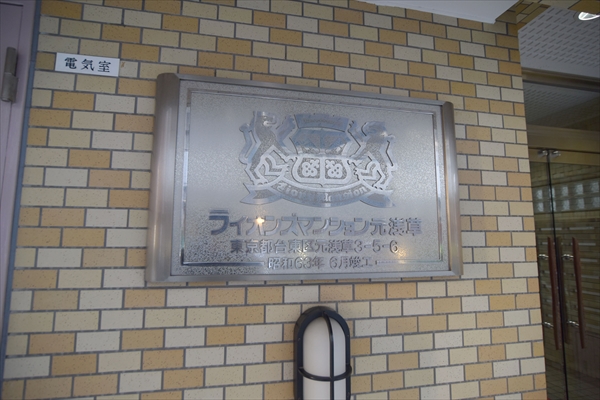 電気室
Lions Mansion
ライオンズマンション元浅草
東京都台東区元浅草3-5-6
昭和63年 6月竣工